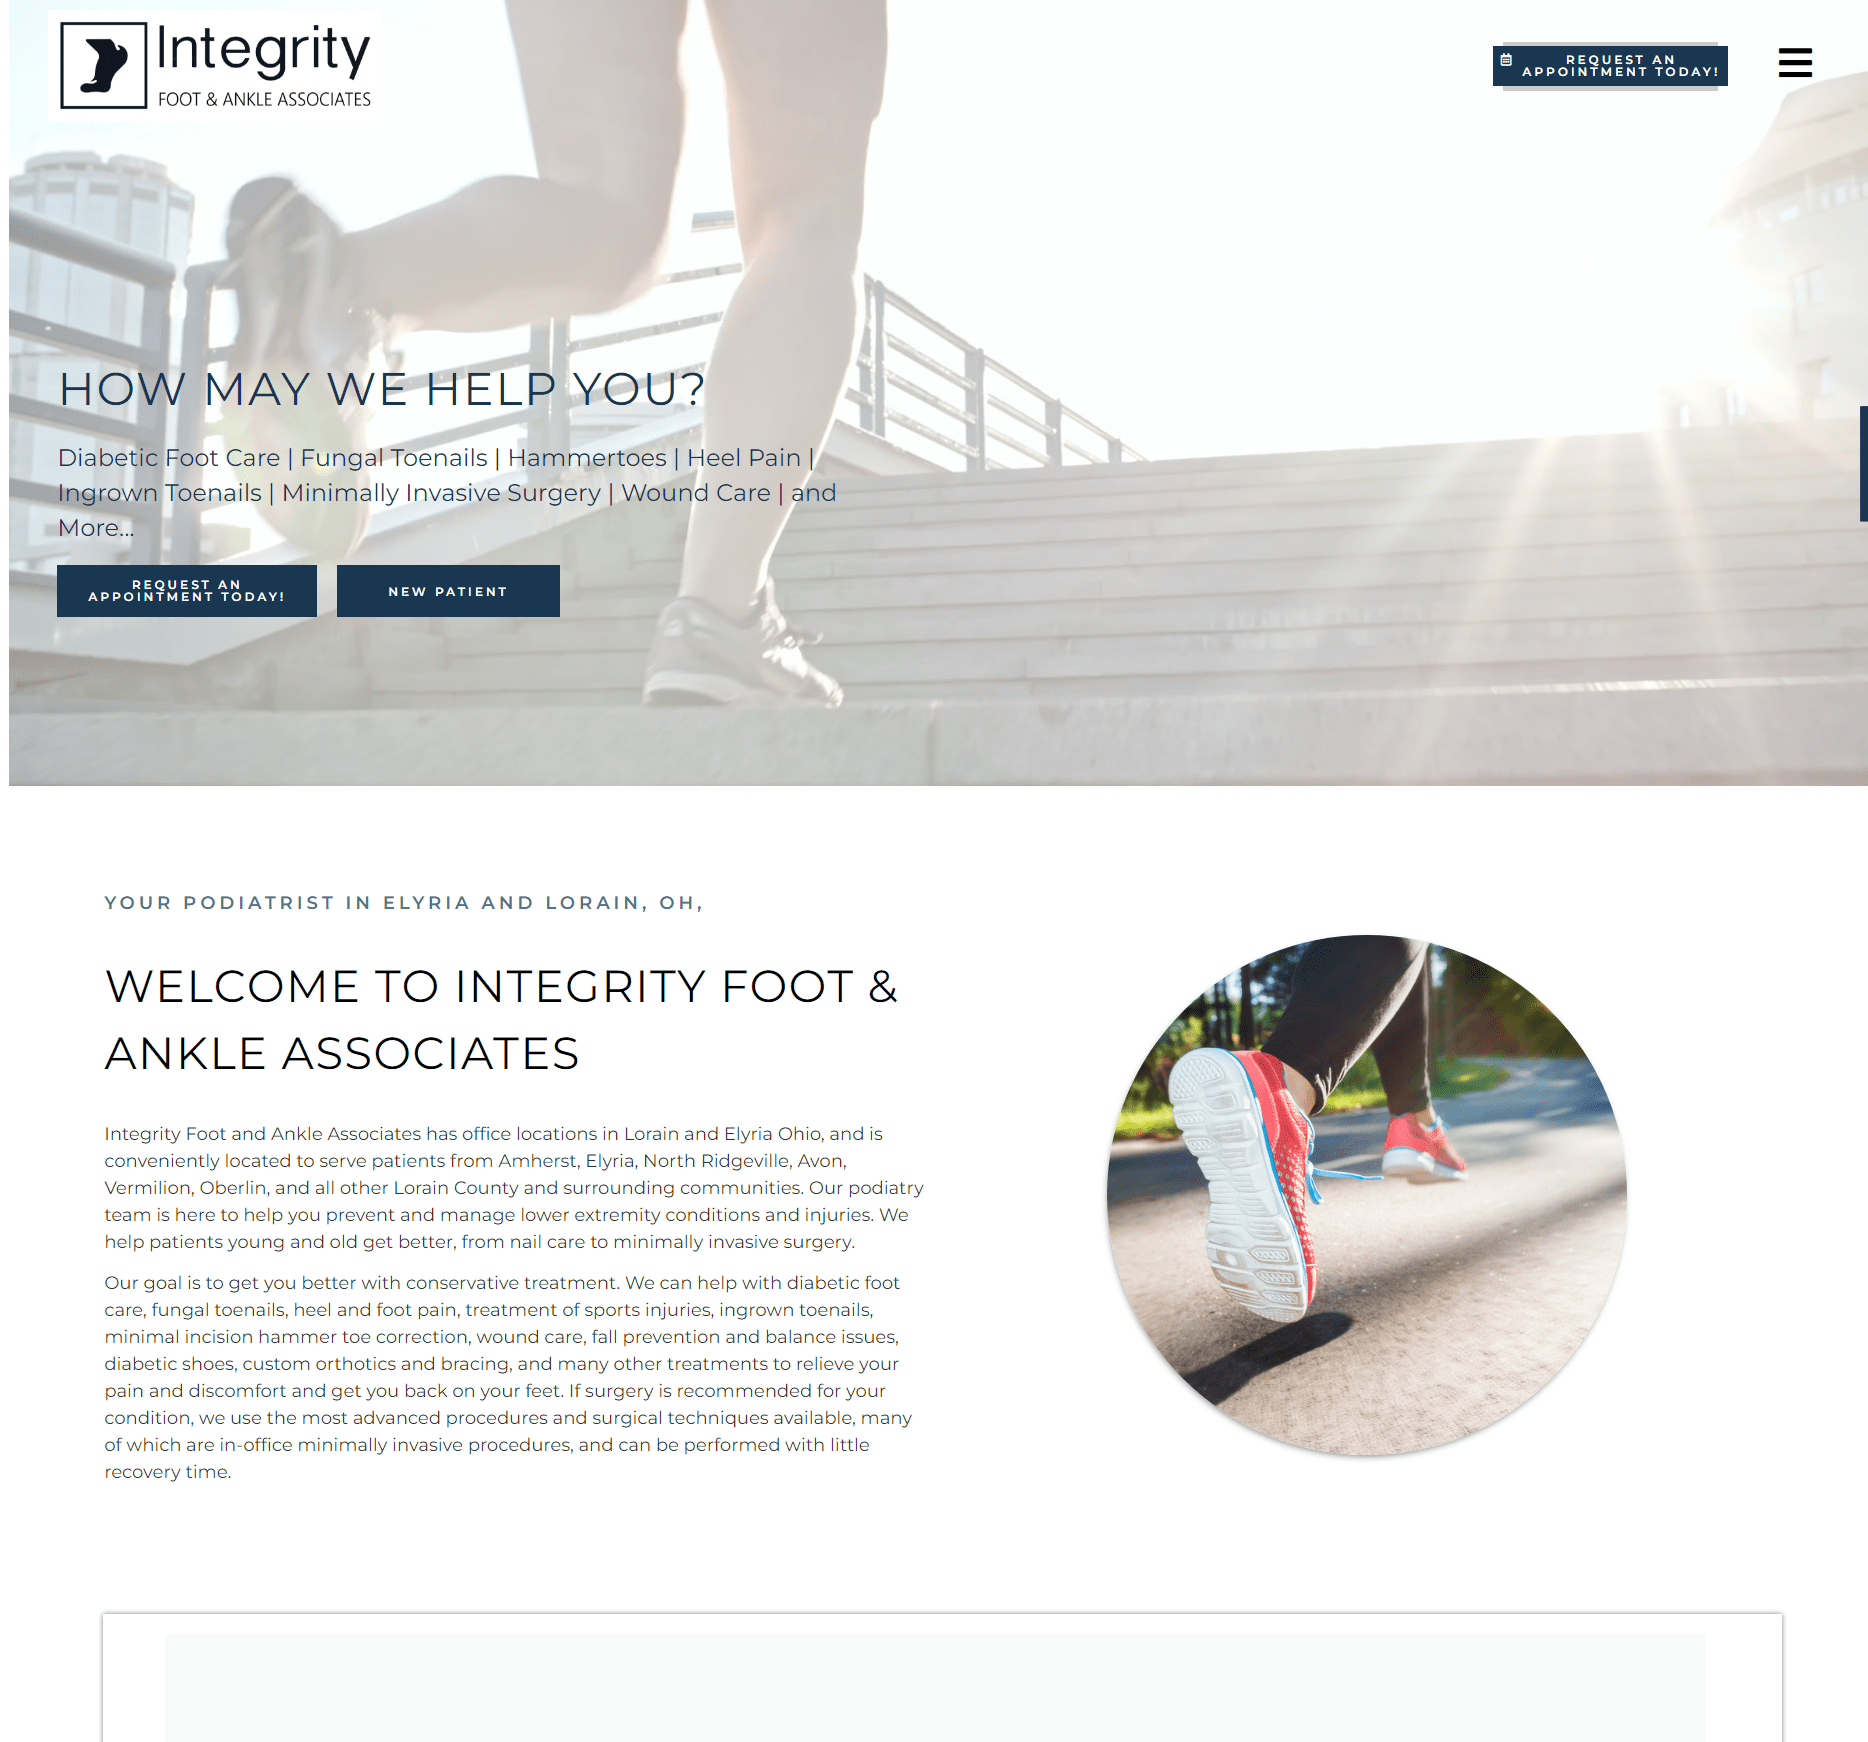 Integrity
FOOT & ANKLE ASSOCIATES
REQUEST AN
APPOINTMENT TODAY!
HOW MAY WE HELP YOU?
Diabetic Foot Care | Fungal Toenails | Hammertoes | Heel Pain |
Ingrown Toenails | Minimally Invasive Surgery | Wound Care | and
More...
REQUEST AN
APPOINTMENT TODAY!
NEW PATIENT
YOUR PODIATRIST IN ELYRIA AND LORAIN, OH,
WELCOME TO INTEGRITY FOOT &
ANKLE ASSOCIATES
Integrity Foot and Ankle Associates has office locations in Lorain and Elyria Ohio, and is
conveniently located to serve patients from Amherst, Elyria, North Ridgeville, Avon,
Vermilion, Oberlin, and all other Lorain County and surrounding communities. Our podiatry
team is here to help you prevent and manage lower extremity conditions and injuries. We
help patients young and old get better, from nail care to minimally invasive surgery.
Our goal is to get you better with conservative treatment. We can help with diabetic foot
care, fungal toenails, heel and foot pain, treatment of sports injuries, ingrown toenails,
minimal incision hammer toe correction, wound care, fall prevention and balance issues,
diabetic shoes, custom orthotics and bracing, and many other treatments to relieve your
pain and discomfort and get you back on your feet. If surgery is recommended for your
condition, we use the most advanced procedures and surgical techniques available, many
of which are in-office minimally invasive procedures, and can be performed with little
recovery time.